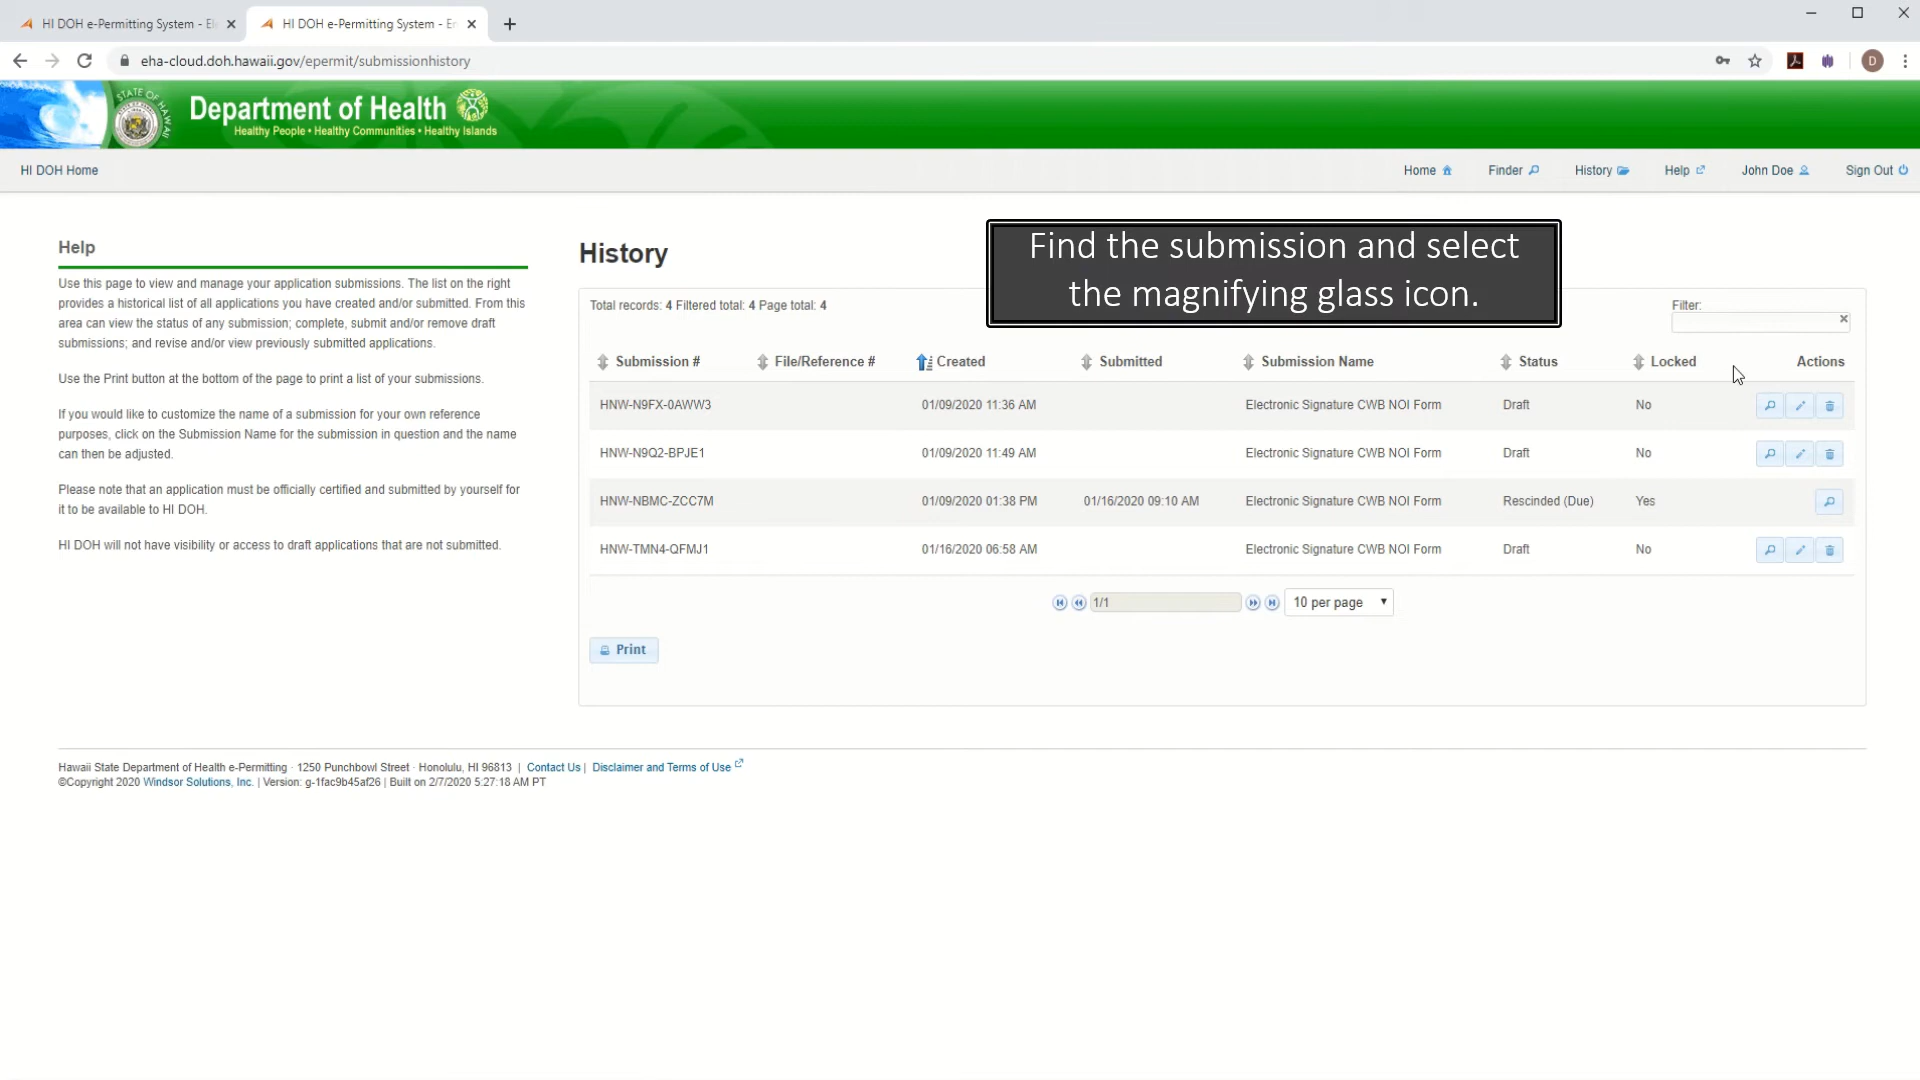 HI DOH e-Permitting System - El
HI DOH e-Permitting System - En
eha-cloud.doh.hawaii.gov/epermit/submissionhistory
D
STATE OF HAWAII
Department of Health
Healthy People • Healthy Communities • Healthy Islands
HI DOH Home
Home
Finder
History
Help
John Doe
Sign Out
Help
Use this page to view and manage your application submissions. The list on the right
provides a historical list of all applications you have created and/or submitted. From this
area can view the status of any submission; complete, submit and/or remove draft
submissions; and revise and/or view previously submitted applications.
Use the Print button at the bottom of the page to print a list of your submissions.
If you would like to customize the name of a submission for your own reference
purposes, click on the Submission Name for the submission in question and the name
can then be adjusted.
Please note that an application must be officially certified and submitted by yourself for
it to be available to HI DOH.
HI DOH will not have visibility or access to draft applications that are not submitted.
History
Find the submission and select
the magnifying glass icon.
Total records: 4 Filtered total: 4 Page total: 4
Filter:
Submission # File/Reference # Created Submitted Submission Name Status Locked Actions
HNW-N9FX-0AWW3 01/09/2020 11:36 AM Electronic Signature CWB NOI Form Draft No
HNW-N9Q2-BPJE1 01/09/2020 11:49 AM Electronic Signature CWB NOI Form Draft No
HNW-NBMC-ZCC7M 01/09/2020 01:38 PM 01/16/2020 09:10 AM Electronic Signature CWB NOI Form Rescinded (Due) Yes
HNW-TMN4-QFMJ1 01/16/2020 06:58 AM Electronic Signature CWB NOI Form Draft No
1/1
10 per page
Print
Hawaii State Department of Health e-Permitting · 1250 Punchbowl Street · Honolulu, HI 96813 | Contact Us | Disclaimer and Terms of Use
©Copyright 2020 Windsor Solutions, Inc. | Version: g-1fac9b45af26 | Built on 2/7/2020 5:27:18 AM PT